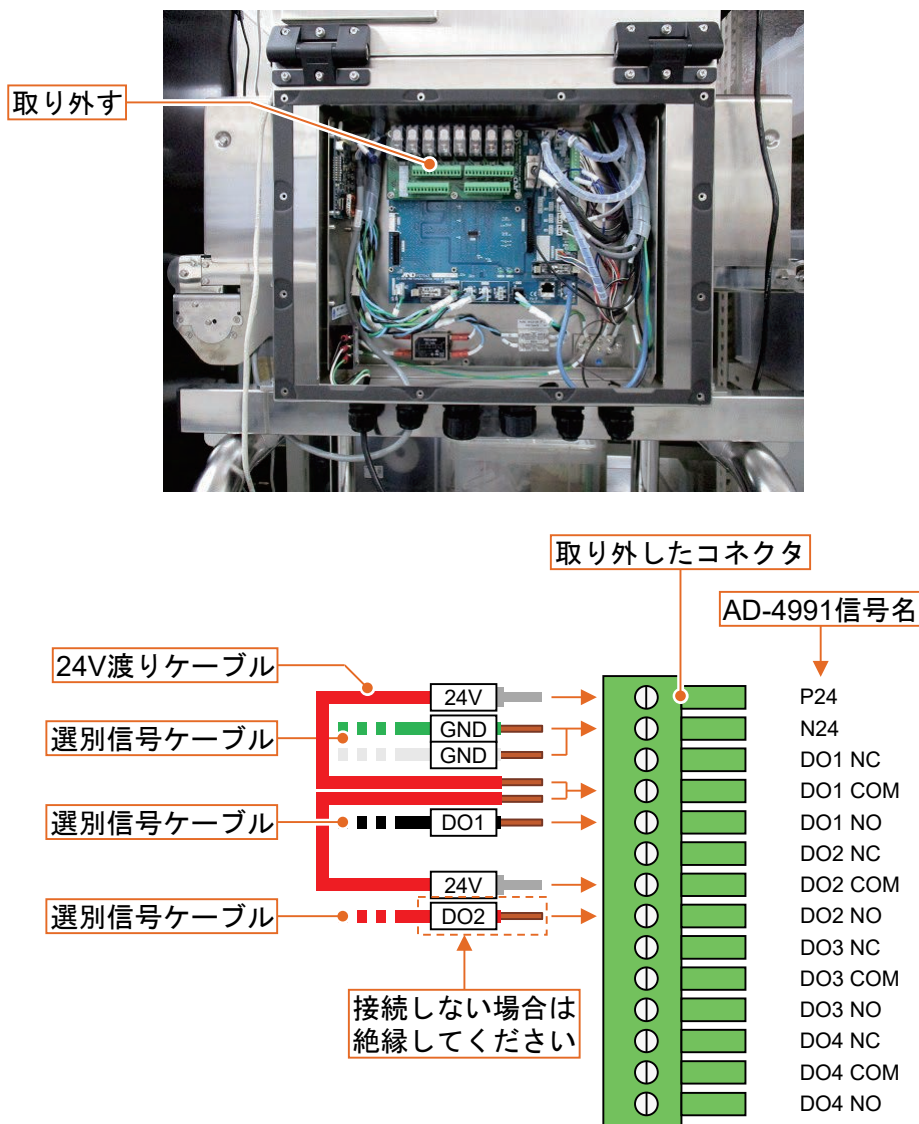 取り外す
取り外したコネクタ
AD-4991信号名
24V渡りケーブル
24V
P24
選別信号ケーブル
GND
N24
GND
DO1 NC
DO1 COM
選別信号ケーブル
DO1
DO1 NO
DO2 NC
24V
DO2 COM
選別信号ケーブル
DO2
DO2 NO
DO3 NC
接続しない場合は
絶縁してください
DO3 COM
DO3 NO
DO4 NC
DO4 COM
DO4 NO